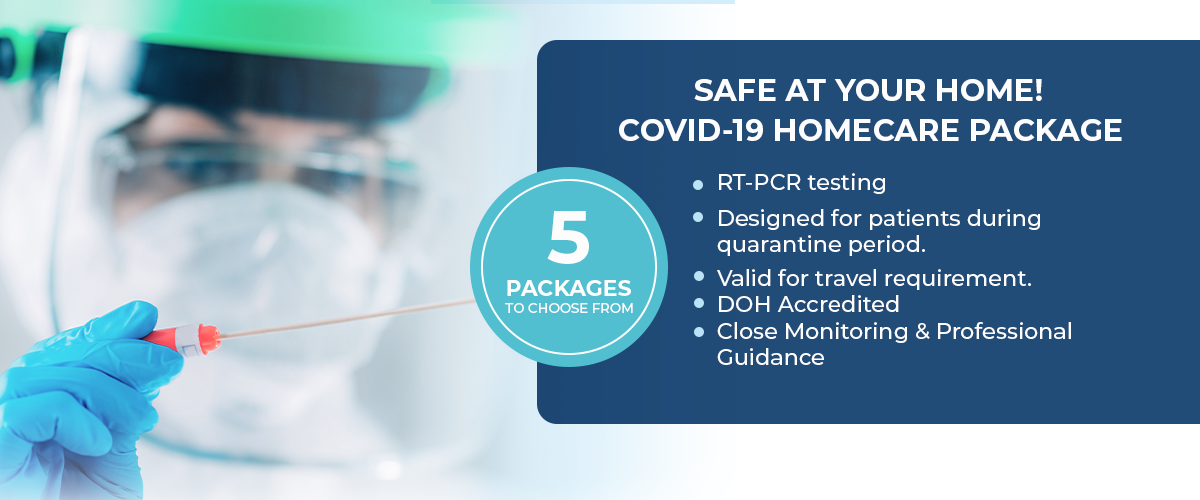 SAFE AT YOUR HOME!
COVID-19 HOMECARE PACKAGE
5
PACKAGES
TO CHOOSE FROM
RT-PCR testing
Designed for patients during
quarantine period.
Valid for travel requirement.
DOH Accredited
Close Monitoring & Professional
Guidance